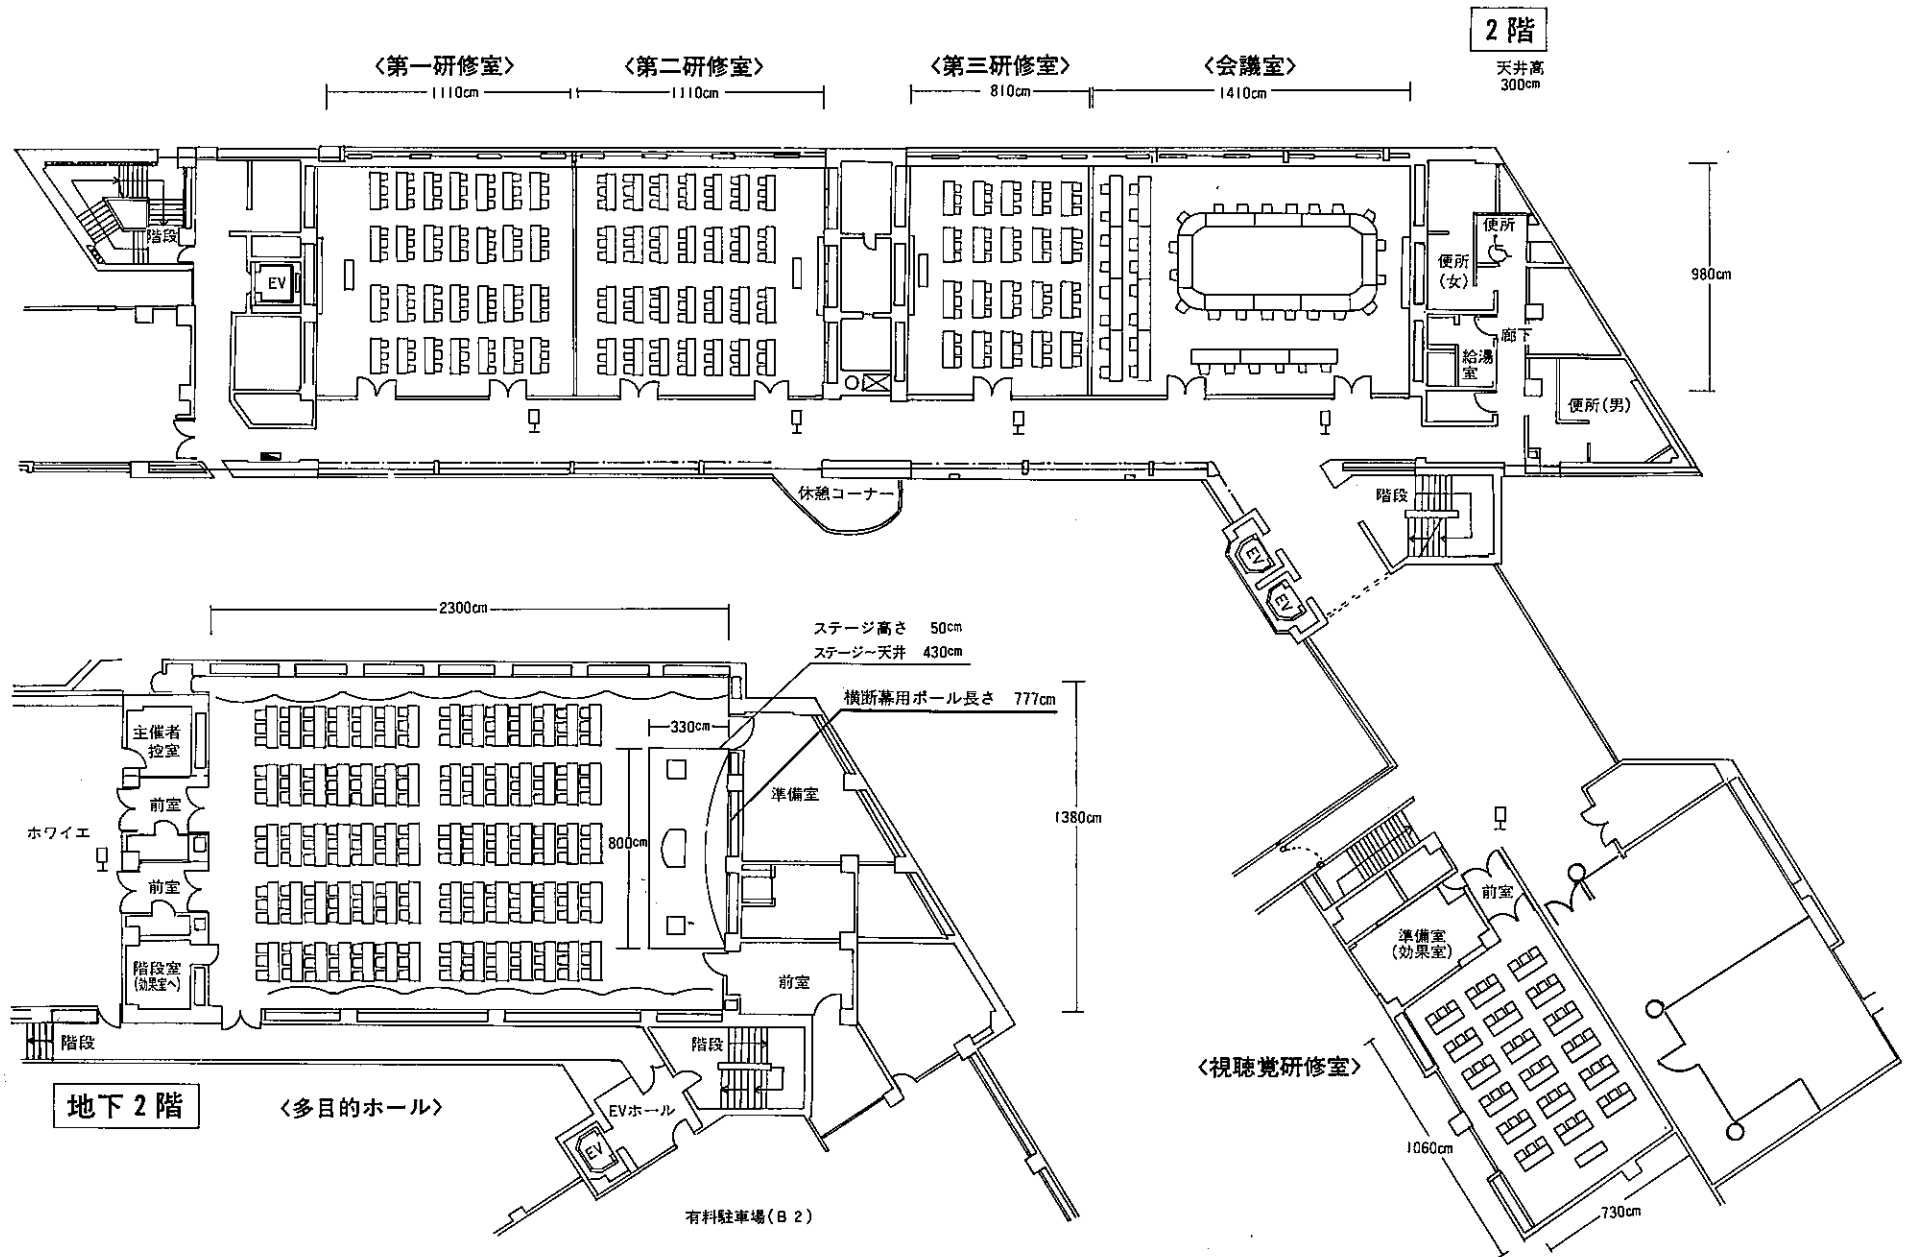 2階
天井高
300cm
〈第一研修室〉
1110cm
〈第二研修室〉
1110cm
〈第三研修室〉
810cm
〈会議室〉
1410cm
階段
EV
便所
便所
(女)
廊下
給湯
室
便所(男)
980cm
休憩コーナー
階段
EV
EV
2300cm
ステージ高さ 50cm
ステージ～天井 430cm
横断幕用ポール長さ 777cm
330cm
主催者
控室
前室
ホワイエ
前室
階段室
(効果室へ)
800cm
準備室
1380cm
前室
階段
階段
地下2階
〈多目的ホール〉
EVホール
EV
有料駐車場(B2)
前室
準備室
(効果室)
〈視聴覚研修室〉
1060cm
730cm